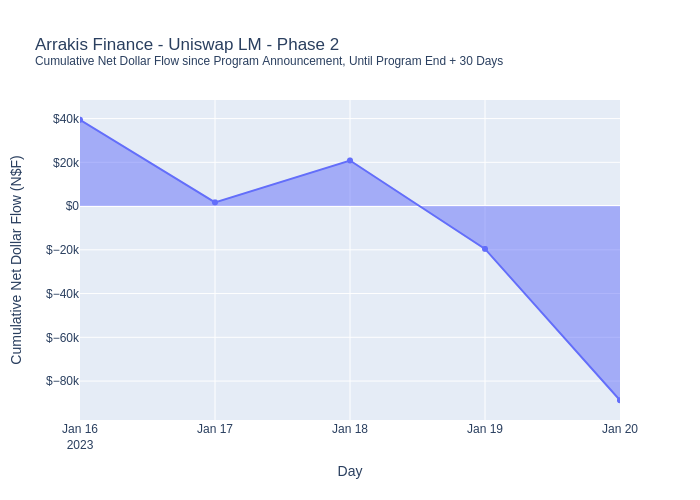 Arrakis Finance - Uniswap LM - Phase 2
Cumulative Net Dollar Flow since Program Announcement, Until Program End + 30 Days
Cumulative Net Dollar Flow (N$F)
$40k
$20k
$0
$−20k
$−40k
$−60k
$−80k
Jan 16 Jan 17 Jan 18 Jan 19 Jan 20
2023
Day